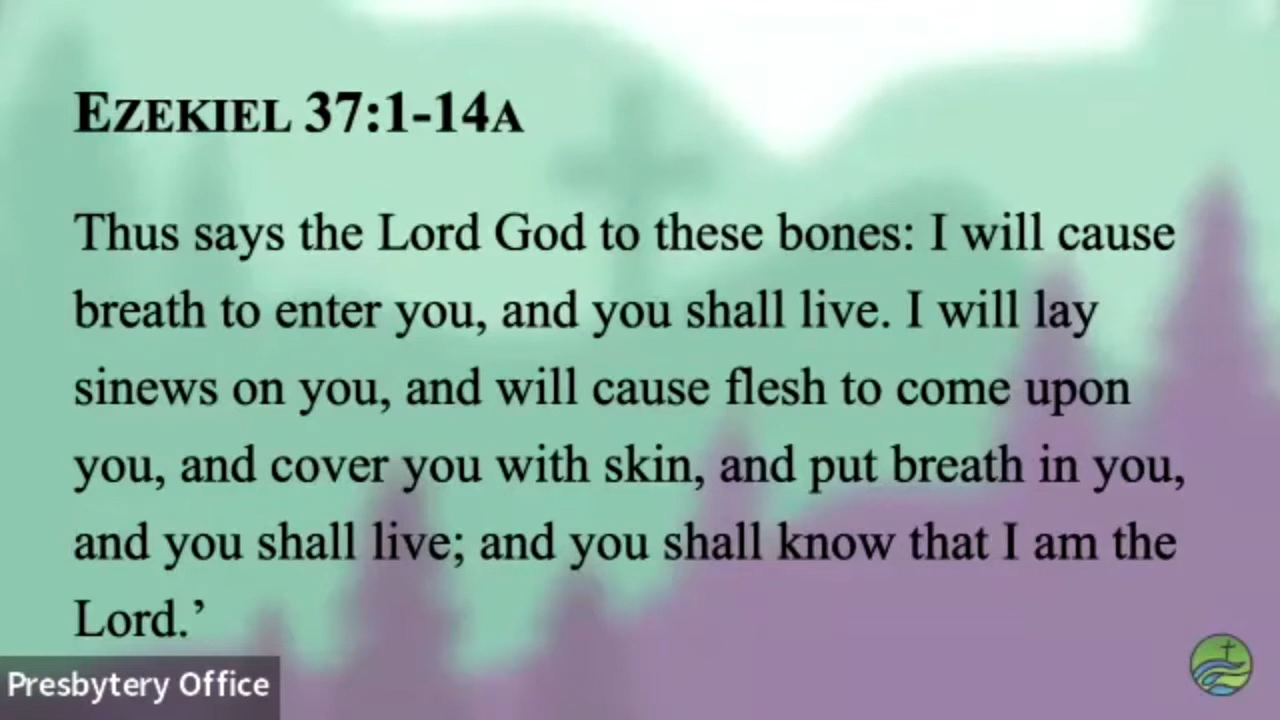 EZEKIEL 37:1-14A
Thus says the Lord God to these bones: I will cause
breath to enter you, and you shall live. I will lay
sinews on you, and will cause flesh to come upon
you, and cover you with skin, and put breath in you,
and you shall live; and you shall know that I am the
Lord.’
Presbytery Office